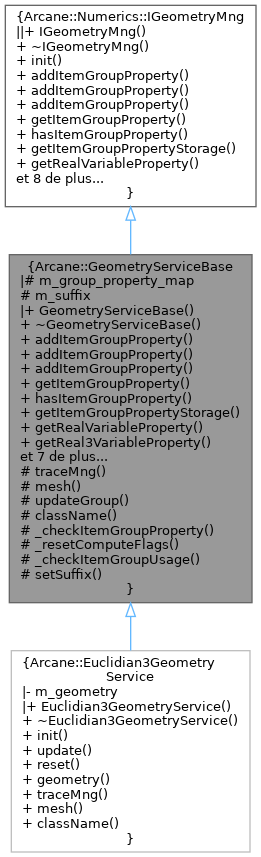 {Arcane::Numerics::IGeometryMng
||+ IGeometryMng()
+ ~IGeometryMng()
+ init()
+ addItemGroupProperty()
+ addItemGroupProperty()
+ addItemGroupProperty()
+ getItemGroupProperty()
+ hasItemGroupProperty()
+ getItemGroupPropertyStorage()
+ getRealVariableProperty()
et 8 de plus...
}
{Arcane::GeometryServiceBase
|# m_group_property_map
# m_suffix
|+ GeometryServiceBase()
+ ~GeometryServiceBase()
+ addItemGroupProperty()
+ addItemGroupProperty()
+ addItemGroupProperty()
+ getItemGroupProperty()
+ hasItemGroupProperty()
+ getItemGroupPropertyStorage()
+ getRealVariableProperty()
+ getReal3VariableProperty()
et 7 de plus...
# traceMng()
# mesh()
# updateGroup()
# className()
# _checkItemGroupProperty()
# _resetComputeFlags()
# _checkItemGroupUsage()
# setSuffix()
}
{Arcane::Euclidian3Geometry
Service
|- m_geometry
|+ Euclidian3GeometryService()
+ ~Euclidian3GeometryService()
+ init()
+ update()
+ reset()
+ geometry()
+ traceMng()
+ mesh()
+ className()
}